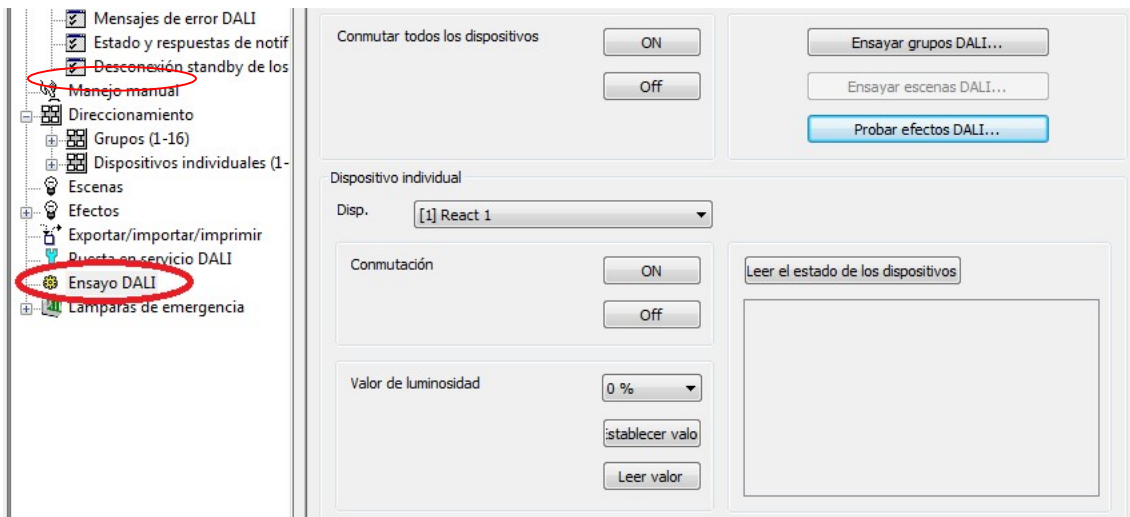 Mensajes de error DALI
Estado y respuestas de notif
Desconexión standby de los
Manejo manual
Direccionamiento
Grupos (1-16)
Dispositivos individuales (1-
Escenas
Efectos
Exportar/importar/imprimir
Puesta en servicio DALI
Ensayo DALI
Lámparas de emergencia
Conmutar todos los dispositivos
ON
Off
Ensayar grupos DALI...
Ensayar escenas DALI...
Probar efectos DALI...
Dispositivo individual
Disp.
[1] React 1
Conmutación
ON
Off
Leer el estado de los dispositivos
Valor de luminosidad
0 %
stablecer valo
Leer valor